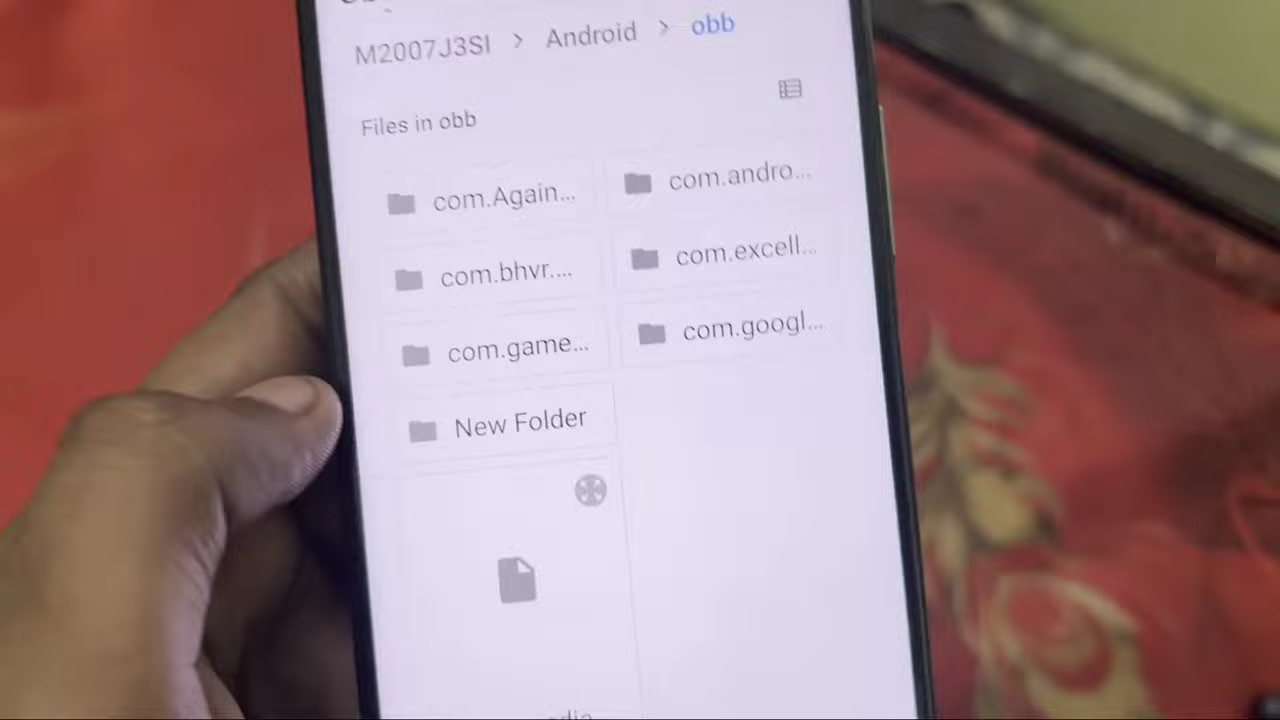 M2007J3SI > Android > obb
Files in obb
com.Again... com.andro...
com.bhvr.... com.excell...
com.game... com.googl...
New Folder